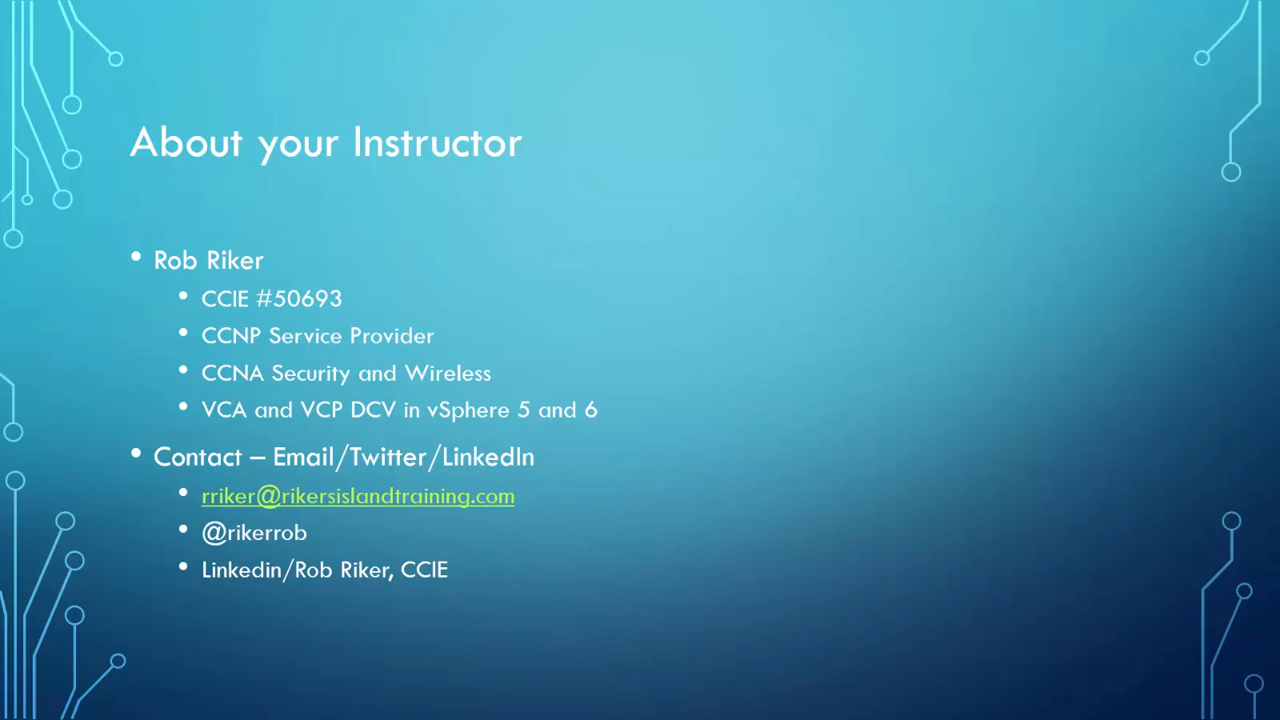 About your Instructor
• Rob Riker
• CCIE #50693
• CCNP Service Provider
• CCNA Security and Wireless
• VCA and VCP DCV in vSphere 5 and 6
• Contact – Email/Twitter/LinkedIn
• rriker@rikersislandtraining.com
• @rikerrob
• Linkedin/Rob Riker, CCIE